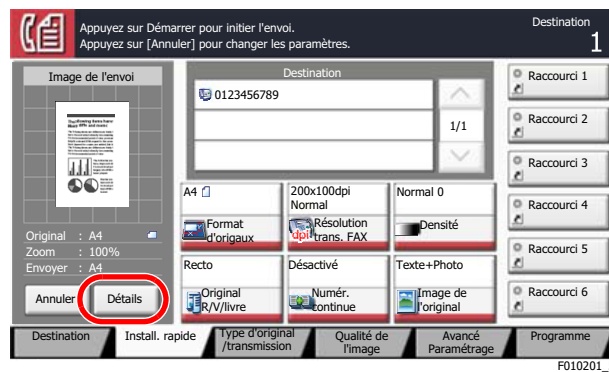 Appuyez sur Démarrer pour initier l'envoi.
Appuyez sur [Annuler] pour changer les paramètres.
Destination
1
Image de l'envoi
Original : A4
Zoom : 100%
Envoyer : A4
Annuler
Détails
Destination
0123456789
1/1
A4
Format
d'origaux
200x100dpi
Normal
dpi
Résolution
trans. FAX
Normal 0
Densité
Recto
Original
R/V/livre
Désactivé
Numér.
continue
Texte+Photo
Image de
l'original
Raccourci 1
Raccourci 2
Raccourci 3
Raccourci 4
Raccourci 5
Raccourci 6
Destination
Install. rapide
Type d'original
/transmission
Qualité de
l'image
Avancé
Paramétrage
Programme
F010201_